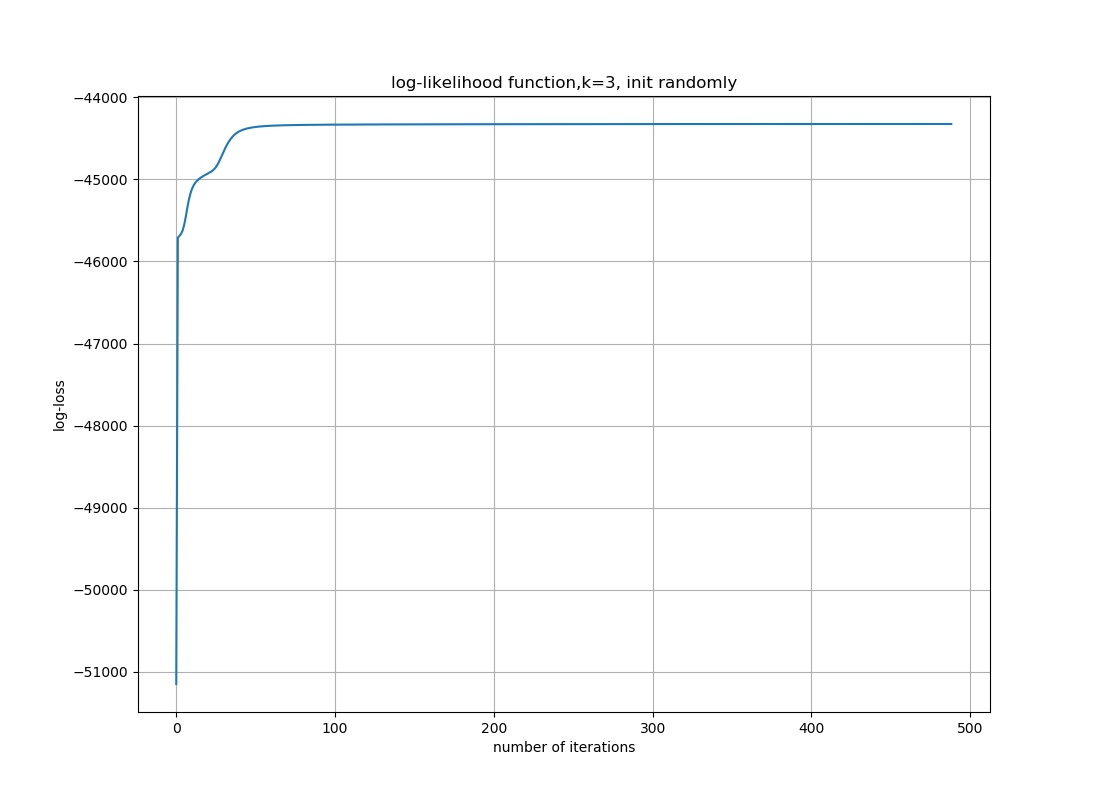 log-likelihood function,k=3, init randomly
−44000
−45000
−46000
−47000
−48000
−49000
−50000
−51000
log-loss
0 100 200 300 400 500
number of iterations